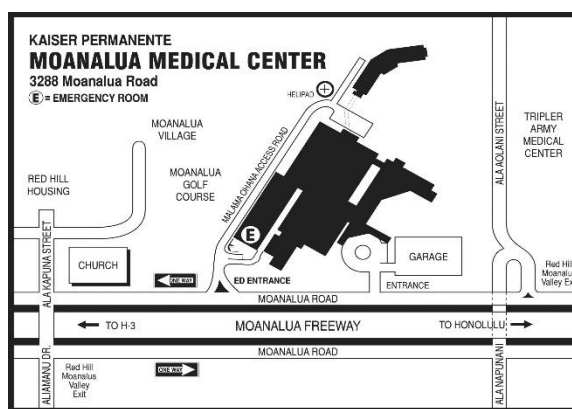 KAISER PERMANENTE
MOANALUA MEDICAL CENTER
3288 Moanalua Road
E = EMERGENCY ROOM
HELIPAD
MOANALUA
VILLAGE
RED HILL
HOUSING
MOANALUA
GOLF
COURSE
MALAMA OHANA ACCESS ROAD
ALA AOLANI STREET
TRIPLER
ARMY
MEDICAL
CENTER
ALA KAPUNA STREET
CHURCH
E
ONE WAY
ED ENTRANCE
GARAGE
ENTRANCE
Red Hill
Moanalua
Valley Exit
MOANALUA ROAD
TO H-3
MOANALUA FREEWAY
TO HONOLULU
MOANALUA ROAD
ALIAMANU DR.
Red Hill
Moanalua
Valley
Exit
ONE WAY
ALA NAPUNANI